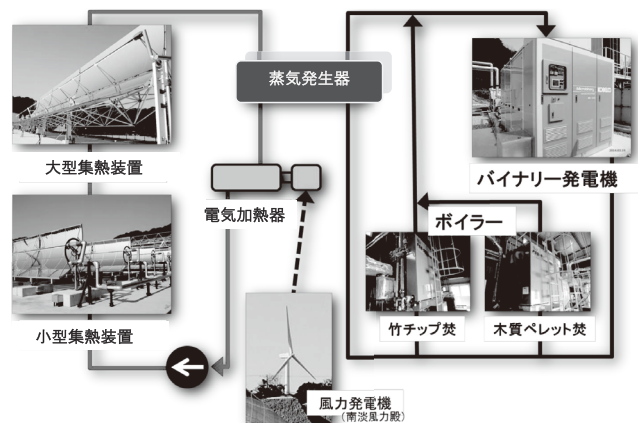 蒸気発生器
大型集熱装置
バイナリー発電機
電気加熱器
ボイラー
小型集熱装置
竹チップ焚
木質ペレット焚
風力発電機
（南淡風力殿）